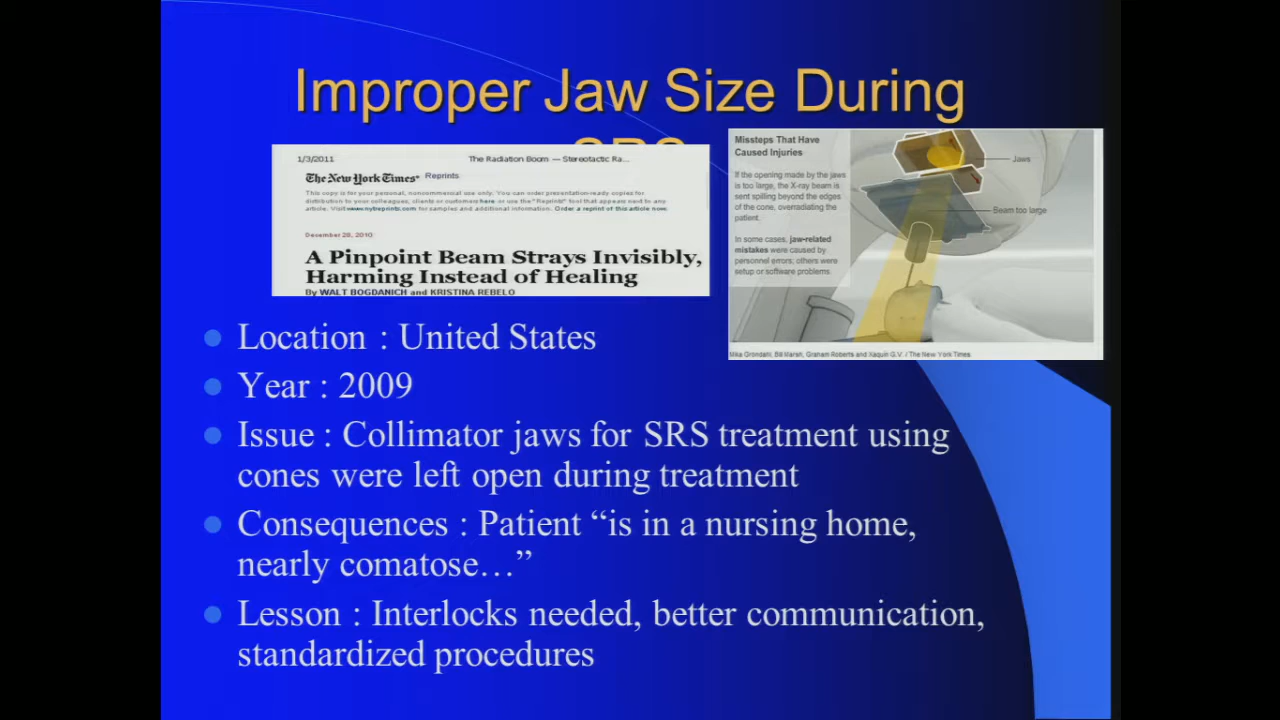 Improper Jaw Size During
SRS
1/3/2011
The Radiation Boom — Stereotactic Ra...
The New York Times
Reprints
This copy is for your personal, noncommercial use only. You can order presentation-ready copies for
distribution to your colleagues, clients or customers here or use the "Reprints" tool that appears next to any
article. Visit www.nytreprints.com for samples and additional information. Order a reprint of this article now.
December 28, 2010
A Pinpoint Beam Strays Invisibly,
Harming Instead of Healing
By WALT BOGDANICH and KRISTINA REBELO
Missteps That Have
Caused Injuries
If the opening made by the jaws
is too large, the X-ray beam is
sent spilling beyond the edges
of the cone, overradiating the
patient.
In some cases, jaw-related
mistakes were caused by
personnel errors; others were
setup or software problems.
Jaws
Beam too large
Mika Grondahl, Bill Marsh, Graham Roberts and Xaquín G.V. / The New York Times
Location : United States
Year : 2009
Issue : Collimator jaws for SRS treatment using
cones were left open during treatment
Consequences : Patient “is in a nursing home,
nearly comatose…”
Lesson : Interlocks needed, better communication,
standardized procedures